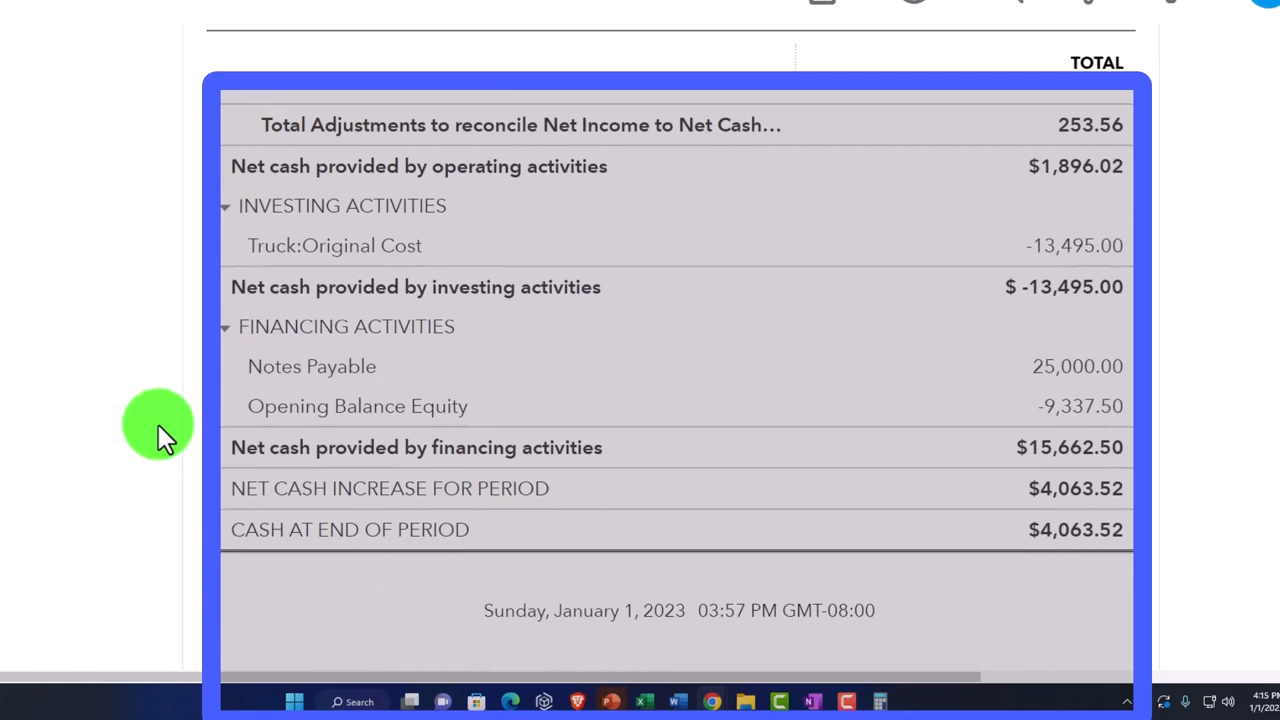 TOTAL
Total Adjustments to reconcile Net Income to Net Cash… 253.56
Net cash provided by operating activities $1,896.02
INVESTING ACTIVITIES
Truck:Original Cost -13,495.00
Net cash provided by investing activities $ -13,495.00
FINANCING ACTIVITIES
Notes Payable 25,000.00
Opening Balance Equity -9,337.50
Net cash provided by financing activities $15,662.50
NET CASH INCREASE FOR PERIOD $4,063.52
CASH AT END OF PERIOD $4,063.52
Sunday, January 1, 2023 03:57 PM GMT-08:00
Search
4:15 PM